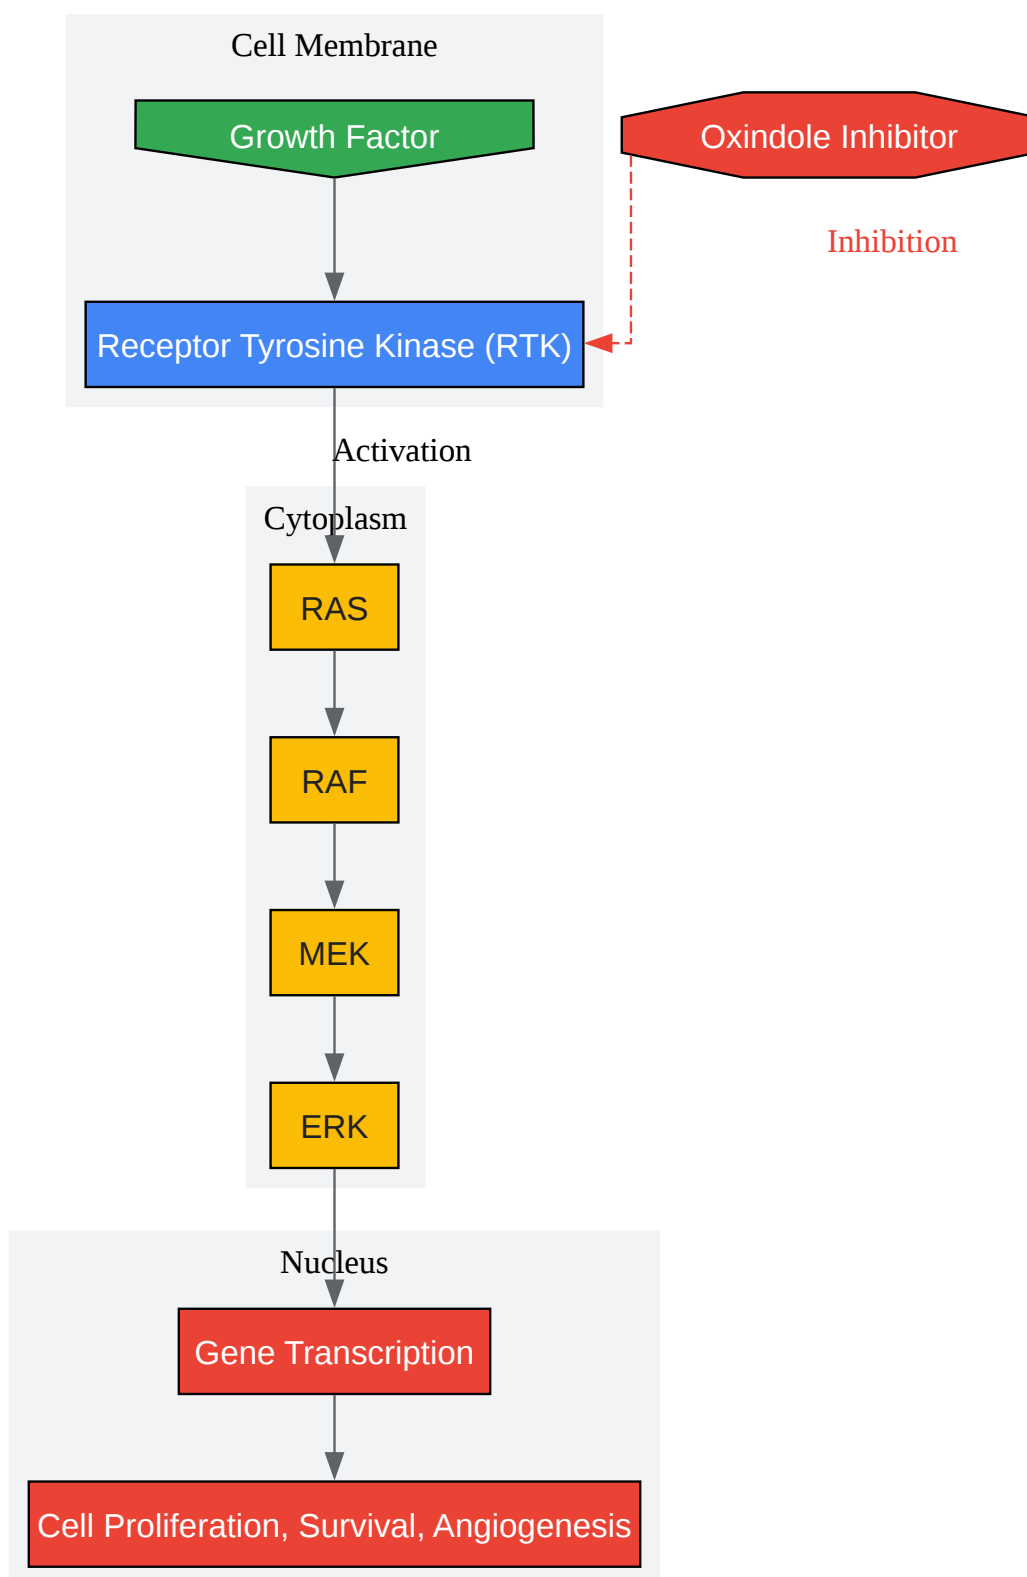 Cell Membrane
Growth Factor
Oxindole Inhibitor
Inhibition
Receptor Tyrosine Kinase (RTK)
Activation
Cytoplasm
RAS
RAF
MEK
ERK
Nucleus
Gene Transcription
Cell Proliferation, Survival, Angiogenesis